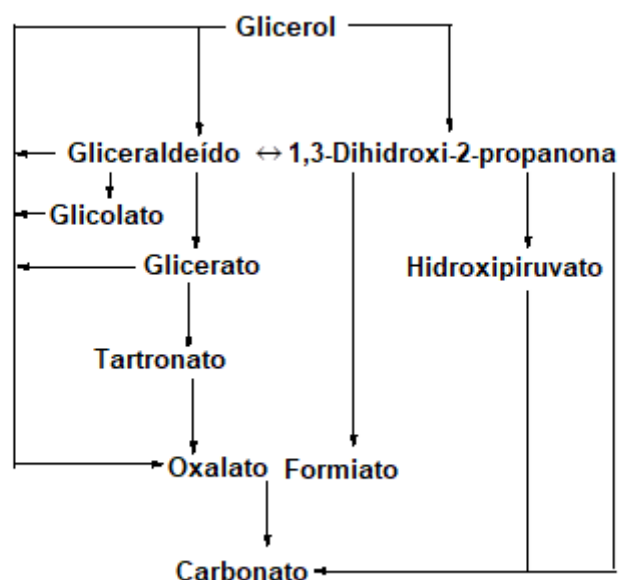 Glicerol
Gliceraldeído ↔ 1,3-Dihidroxi-2-propanona
Glicolato
Glicerato
Hidroxipiruvato
Tartronato
Oxalato
Formiato
Carbonato